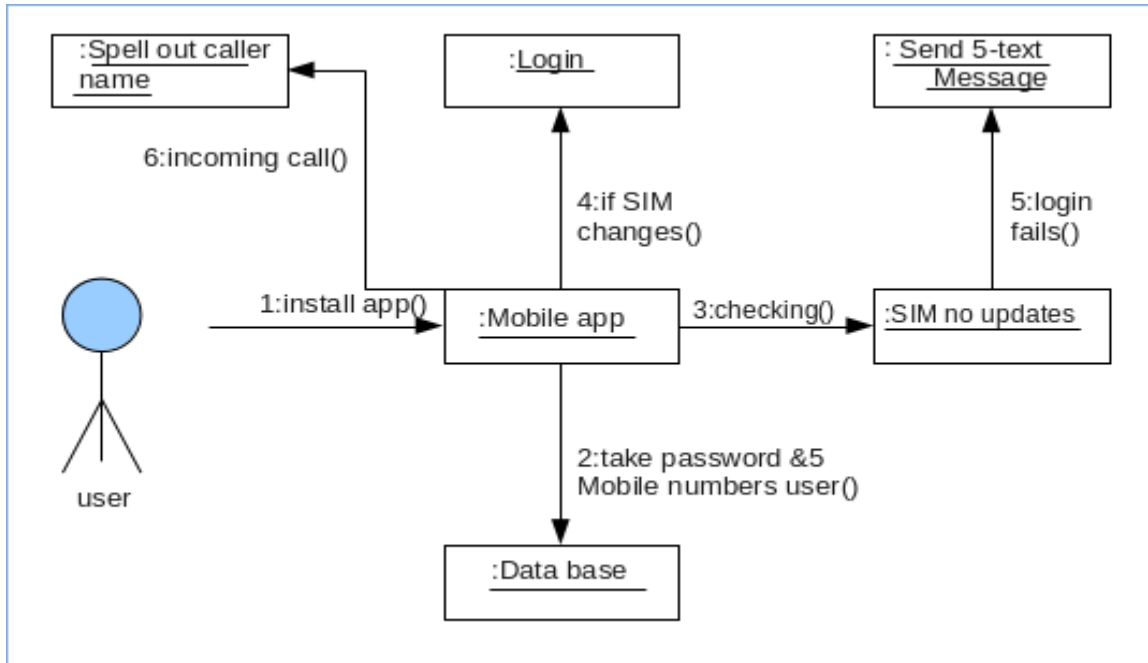 :Spell out caller
name
:Login
: Send 5-text
Message
6:incoming call()
4:if SIM
changes()
5:login
fails()
1:install app()
:Mobile app
3:checking()
:SIM no updates
2:take password &5
Mobile numbers user()
user
:Data base